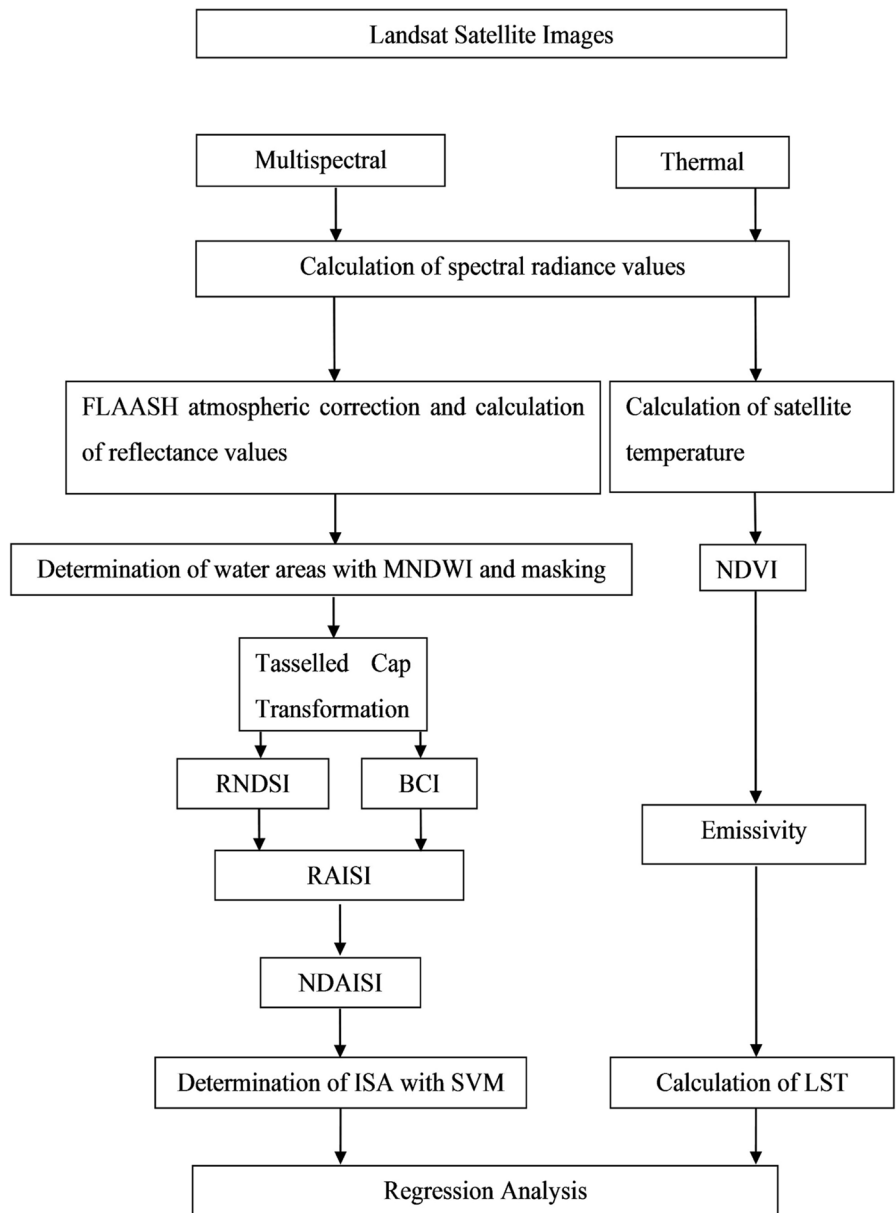 Landsat Satellite Images
Multispectral
Thermal
Calculation of spectral radiance values
FLAASH atmospheric correction and calculation
of reflectance values
Calculation of satellite
temperature
Determination of water areas with MNDWI and masking
NDVI
Tasselled Cap
Transformation
RNDSI
BCI
Emissivity
RAISI
NDAISI
Determination of ISA with SVM
Calculation of LST
Regression Analysis